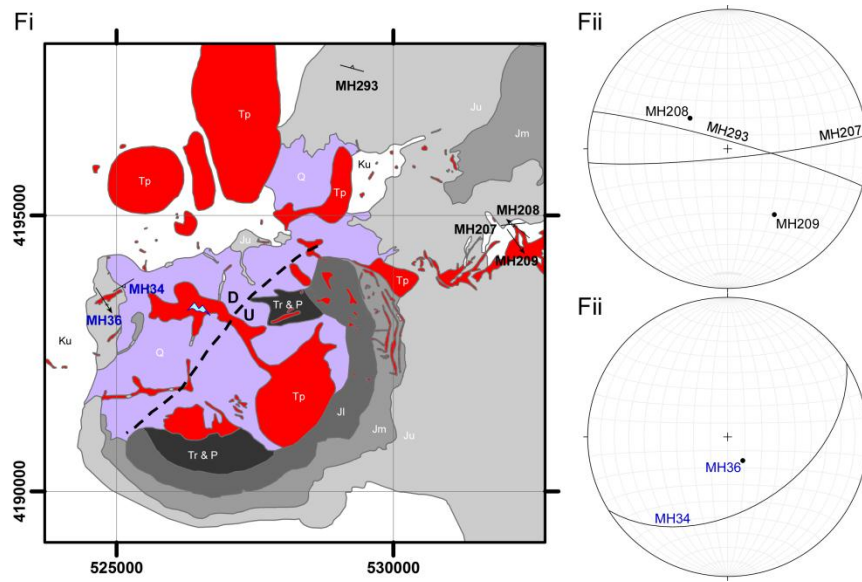 Fi
Tp
MH293
Ju
Jm
Tp
Q
Tp
Ku
4195000
Ju
MH208
MH207
MH209
Tp
MH34
MH36
D
U
Tr & P
Ku
Q
Tp
Jl
Jm
Ju
Tr & P
4190000
525000
530000
Fii
MH208
MH293
MH207
MH209
Fii
MH36
MH34